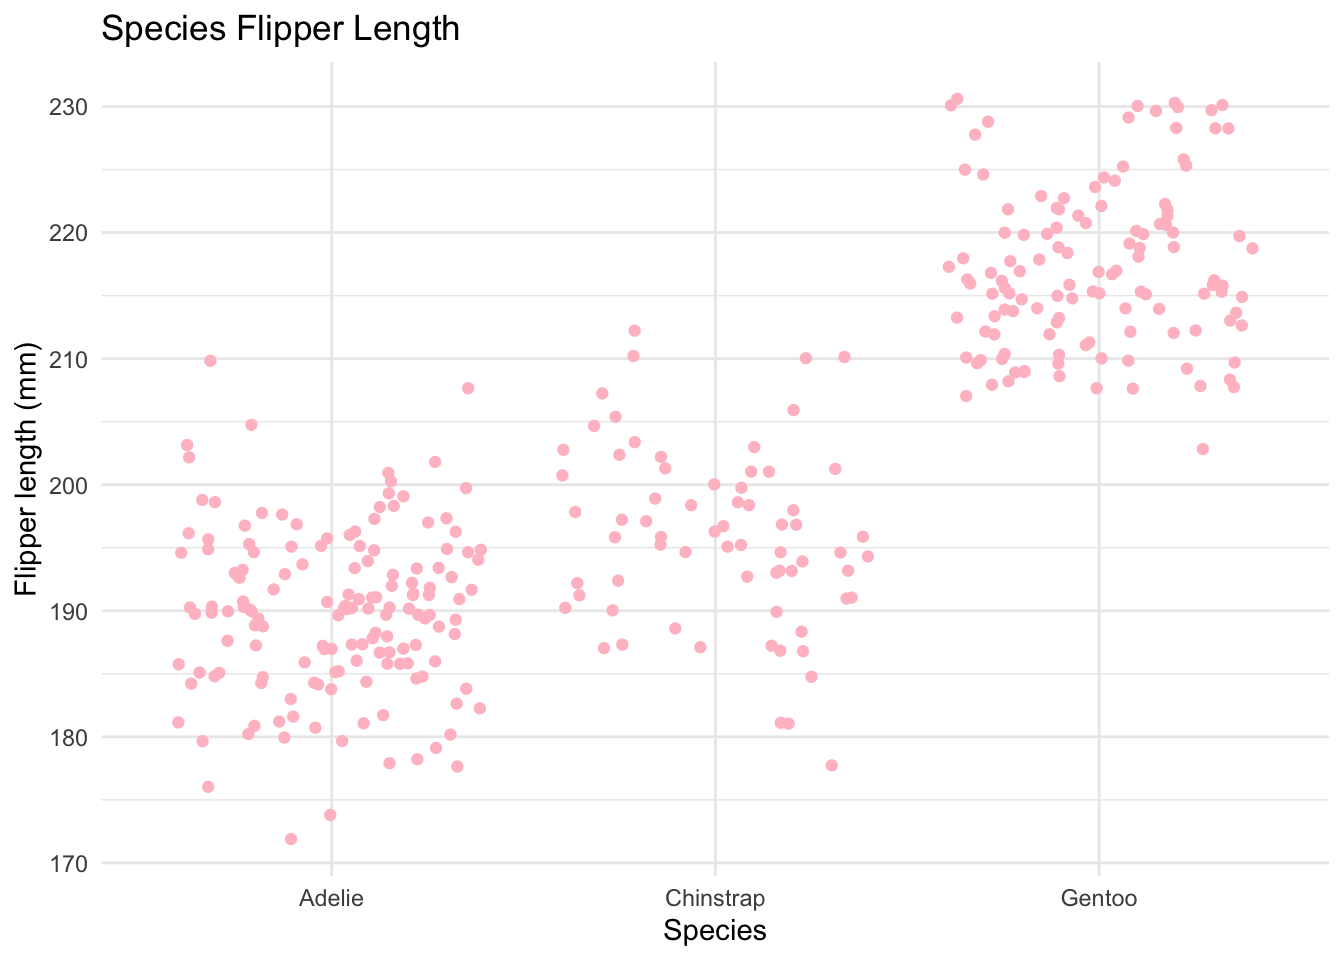 Species Flipper Length
Flipper length (mm)
230
220
210
200
190
180
170
Adelie
Chinstrap
Gentoo
Species